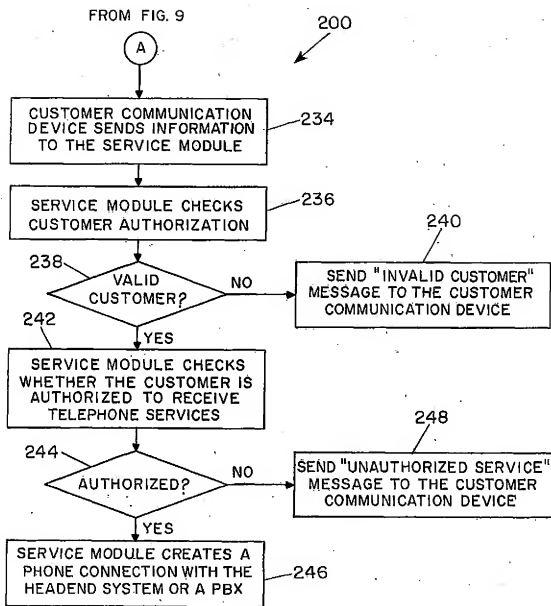 FROM FIG. 9
200
A
CUSTOMER COMMUNICATION
DEVICE SENDS INFORMATION
TO THE SERVICE MODULE
234
SERVICE MODULE CHECKS
CUSTOMER AUTHORIZATION
236
238
VALID
CUSTOMER?
NO
240
SEND "INVALID CUSTOMER"
MESSAGE TO THE CUSTOMER
COMMUNICATION DEVICE
YES
242
SERVICE MODULE CHECKS
WHETHER THE CUSTOMER IS
AUTHORIZED TO RECEIVE
TELEPHONE SERVICES
244
AUTHORIZED?
NO
248
SEND "UNAUTHORIZED SERVICE"
MESSAGE TO THE CUSTOMER
COMMUNICATION DEVICE
YES
SERVICE MODULE CREATES A
PHONE CONNECTION WITH THE
HEADEND SYSTEM OR A PBX
246